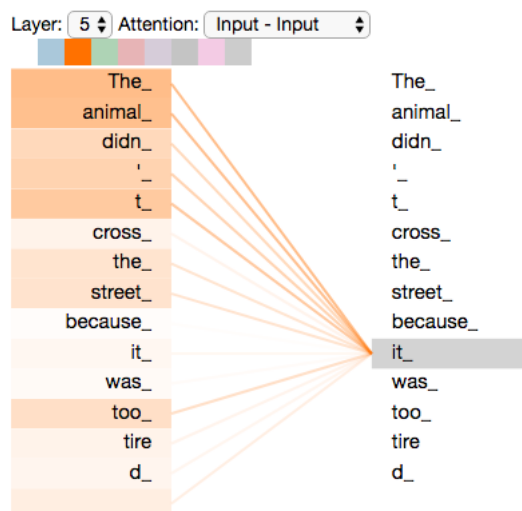 Layer: 5 Attention: Input - Input
The_ The_
animal_ animal_
didn_ didn_
'_ '_
t_ t_
cross_ cross_
the_ the_
street_ street_
because_ because_
it_ it_
was_ was_
too_ too_
tire tire
d_ d_